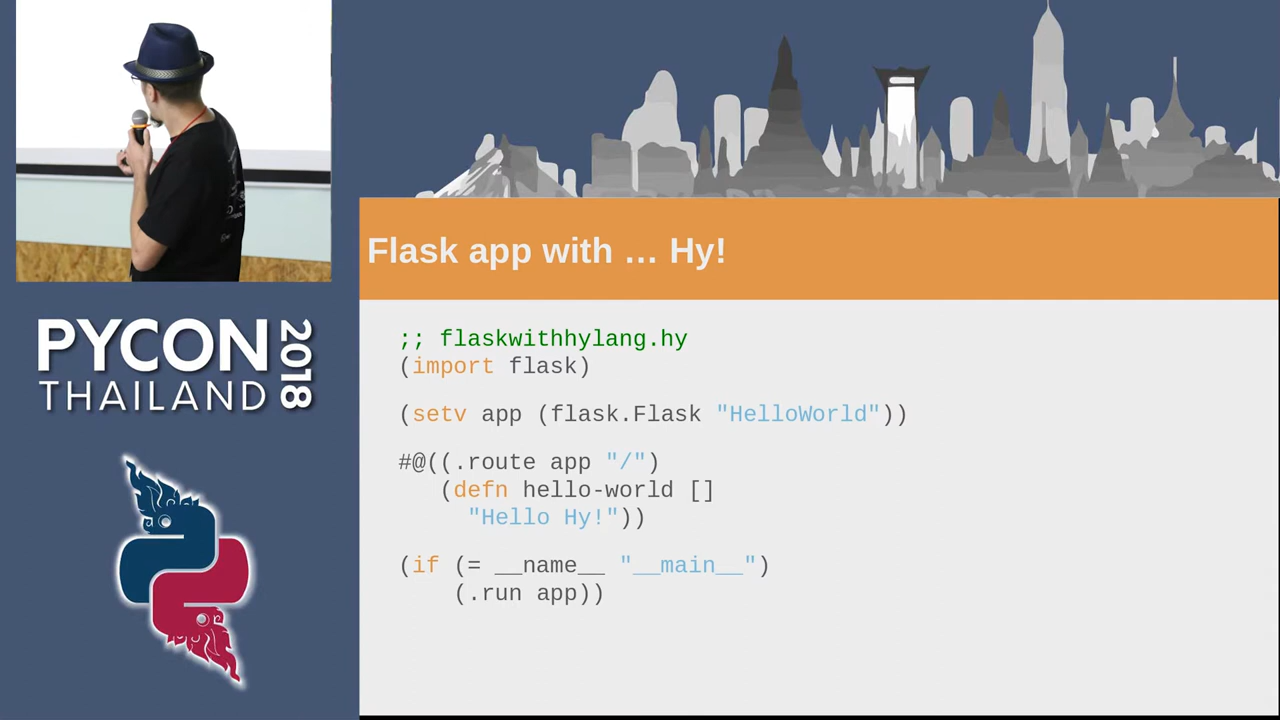 Flask app with … Hy!
;; flaskwithhylang.hy
(import flask)
(setv app (flask.Flask "HelloWorld"))
#@((.route app "/")
   (defn hello-world []
     "Hello Hy!"))
(if (= __name__ "__main__")
    (.run app))
PYCON
THAILAND
2018